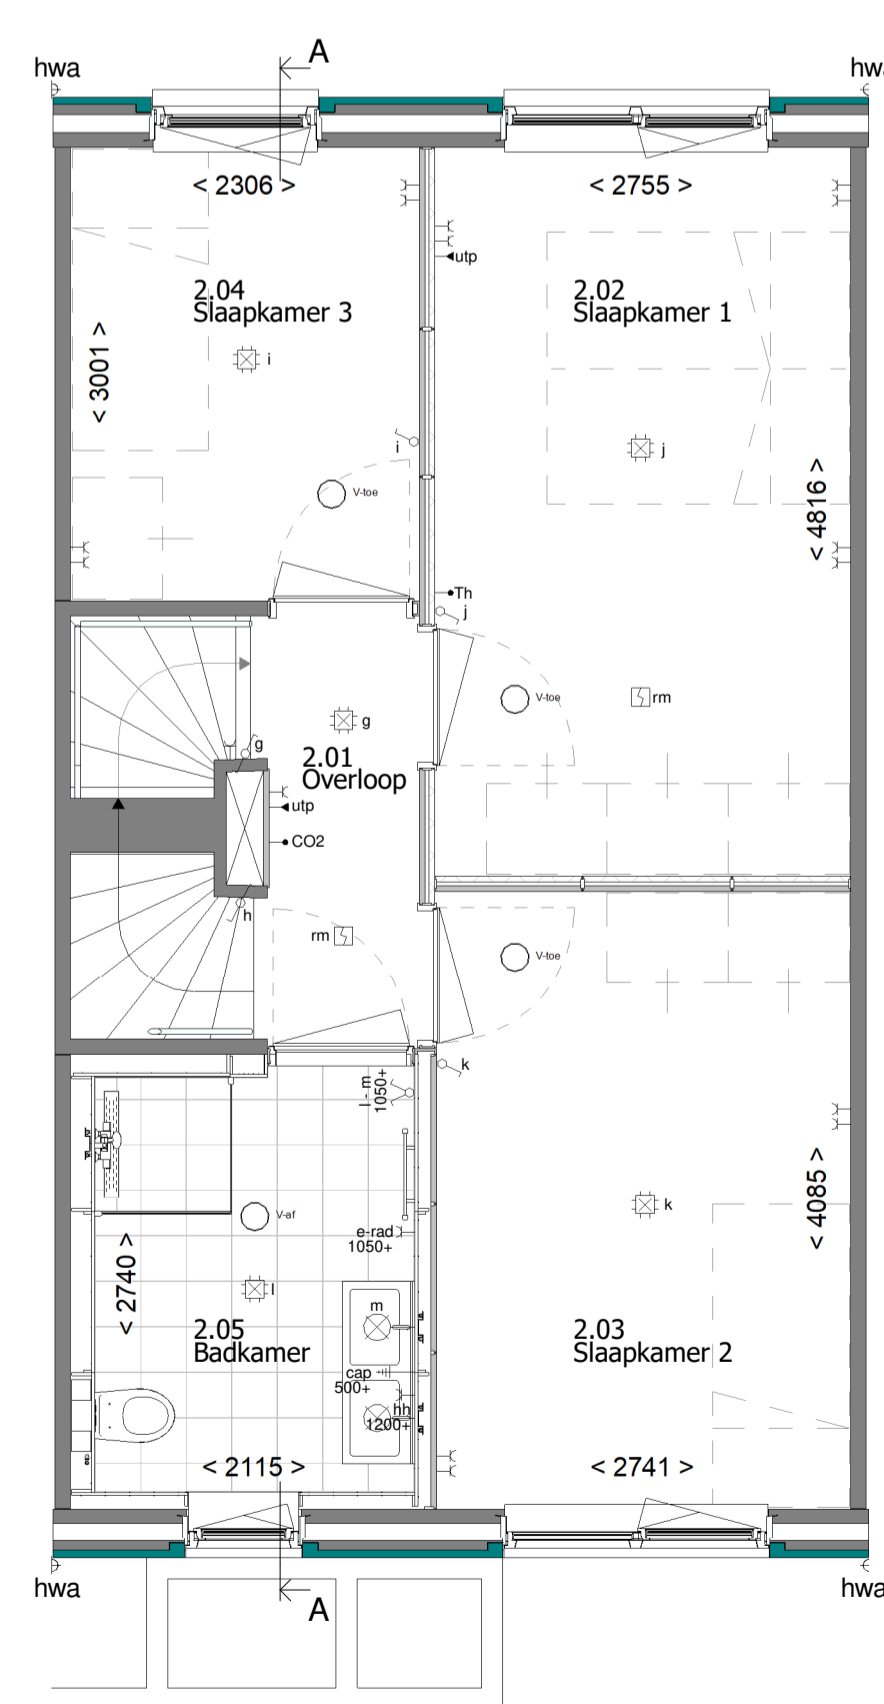 A
hwa
hwa
< 2306 >
< 2755 >
utp
2.04
Slaapkamer 3
2.02
Slaapkamer 1
< 3001 >
i
i
j
< 4816 >
V-toe
Th
j
V-toe
rm
g
g
2.01
Overloop
utp
CO2
h
rm
V-toe
k
l - m
1050+
k
< 4085 >
V-af
e-rad
1050+
< 2740 >
l
m
2.05
Badkamer
2.03
Slaapkamer 2
cap
500+
hh
1200+
< 2115 >
< 2741 >
hwa
hwa
A